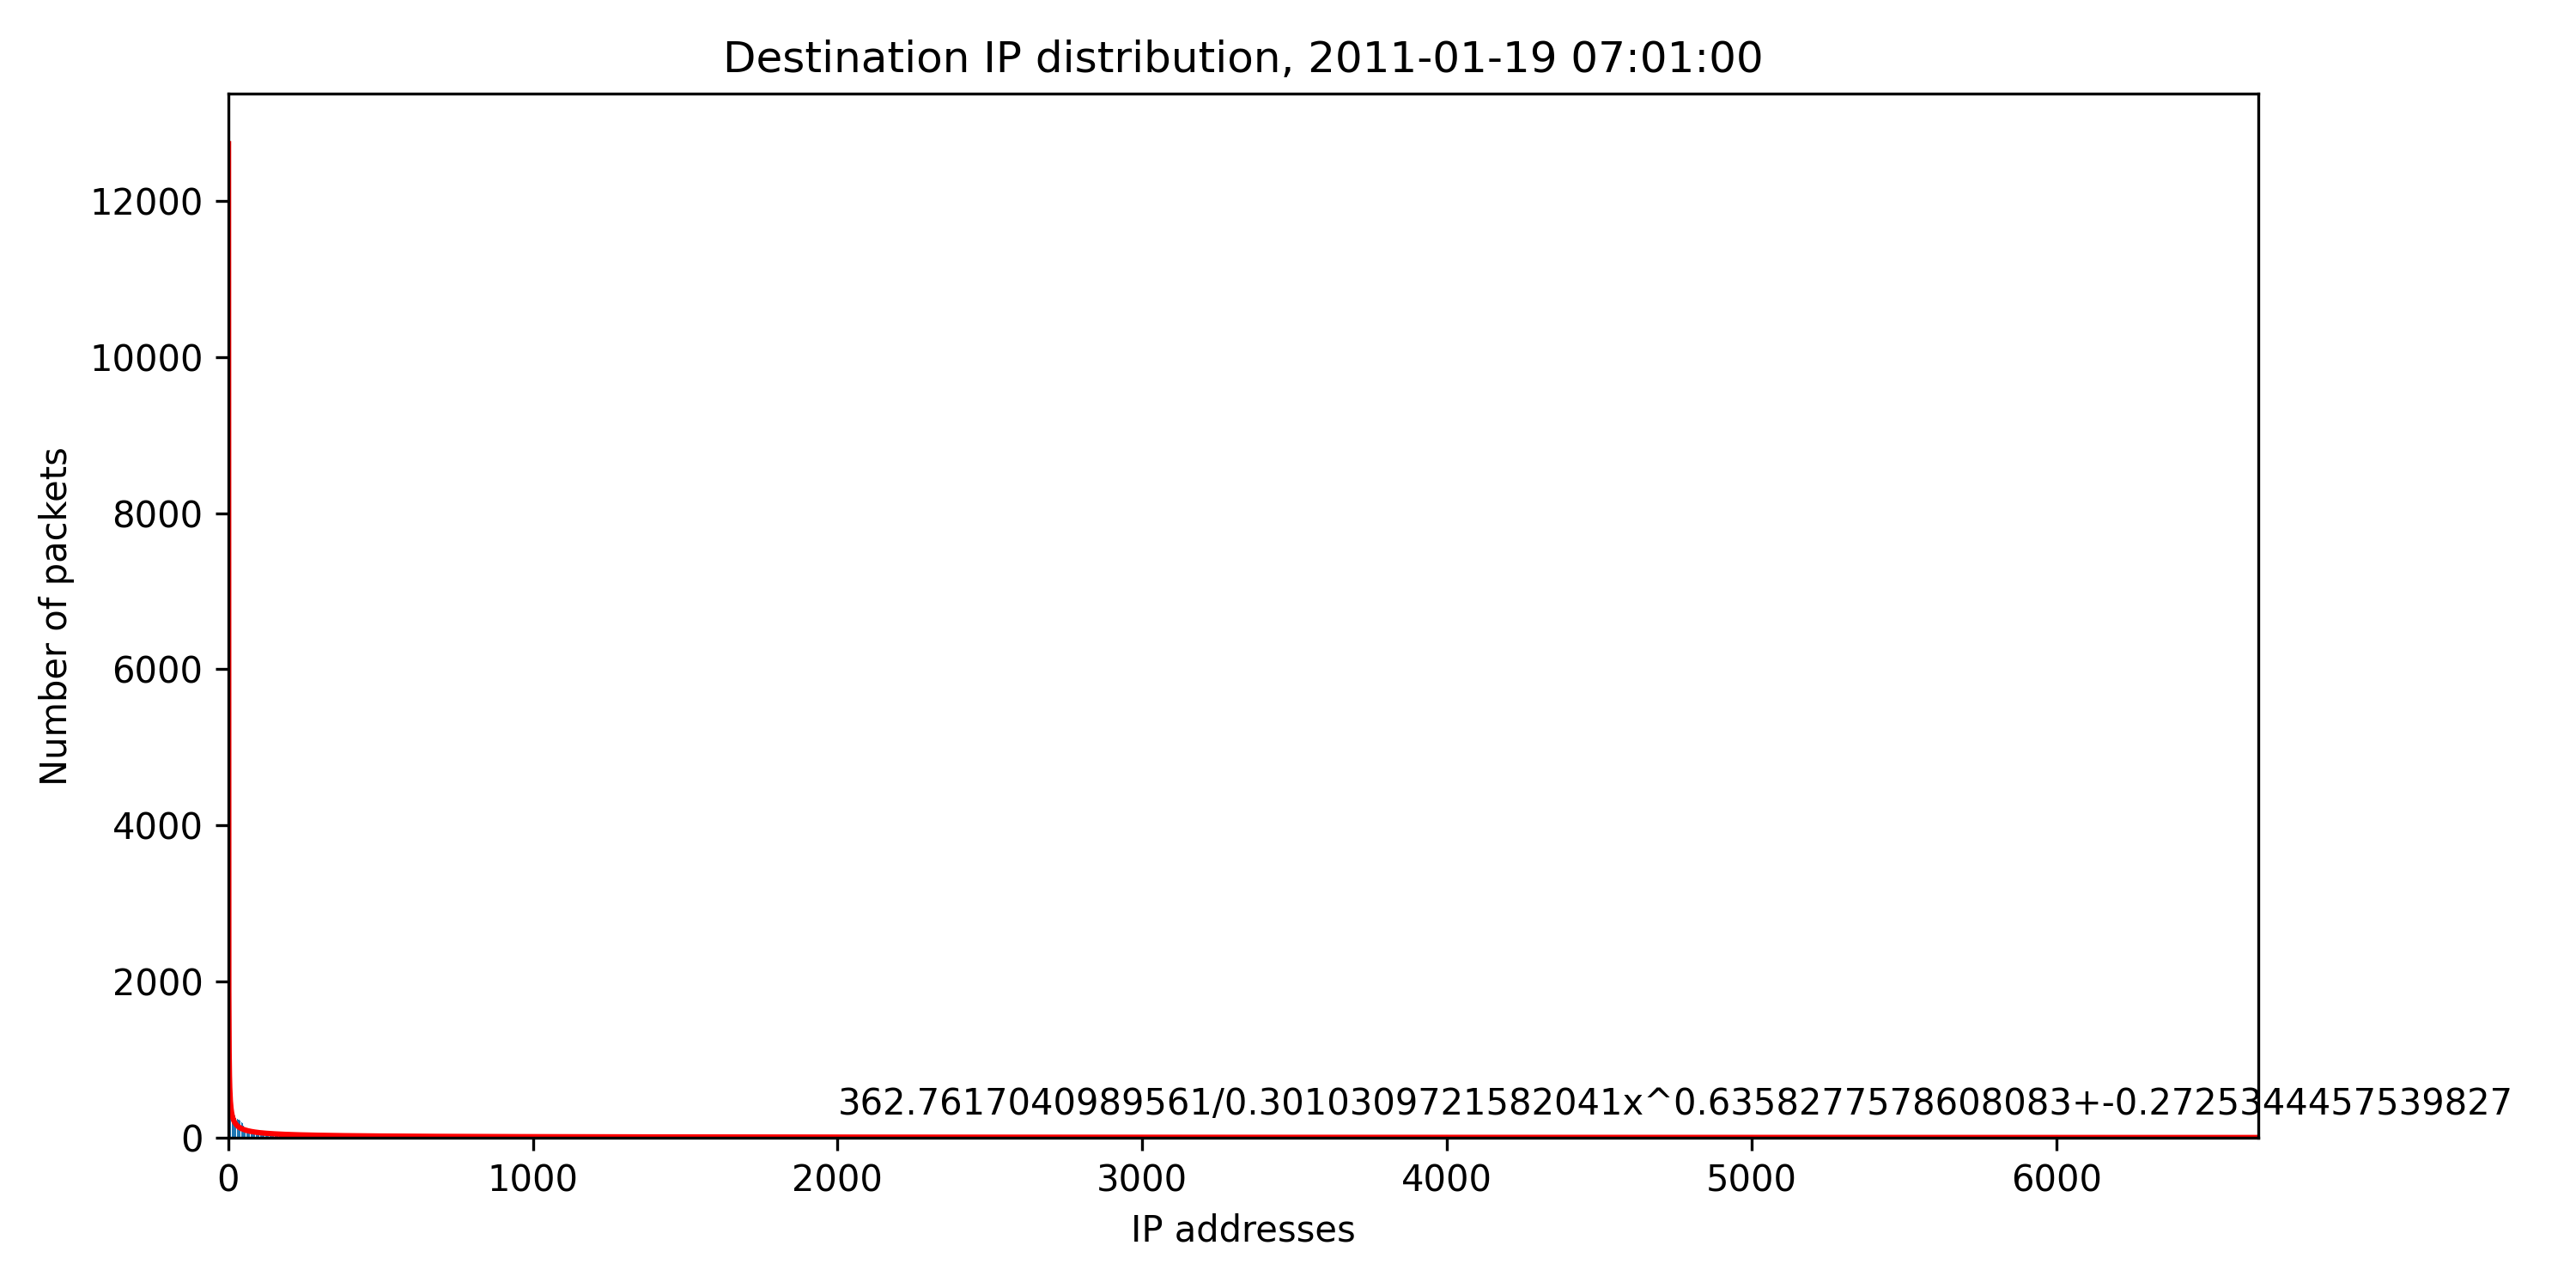 Destination IP distribution, 2011-01-19 07:01:00
12000
10000
8000
6000
4000
2000
0
Number of packets
362.7617040989561/0.3010309721582041x^0.6358277578608083+-0.2725344457539827
0 1000 2000 3000 4000 5000 6000
IP addresses